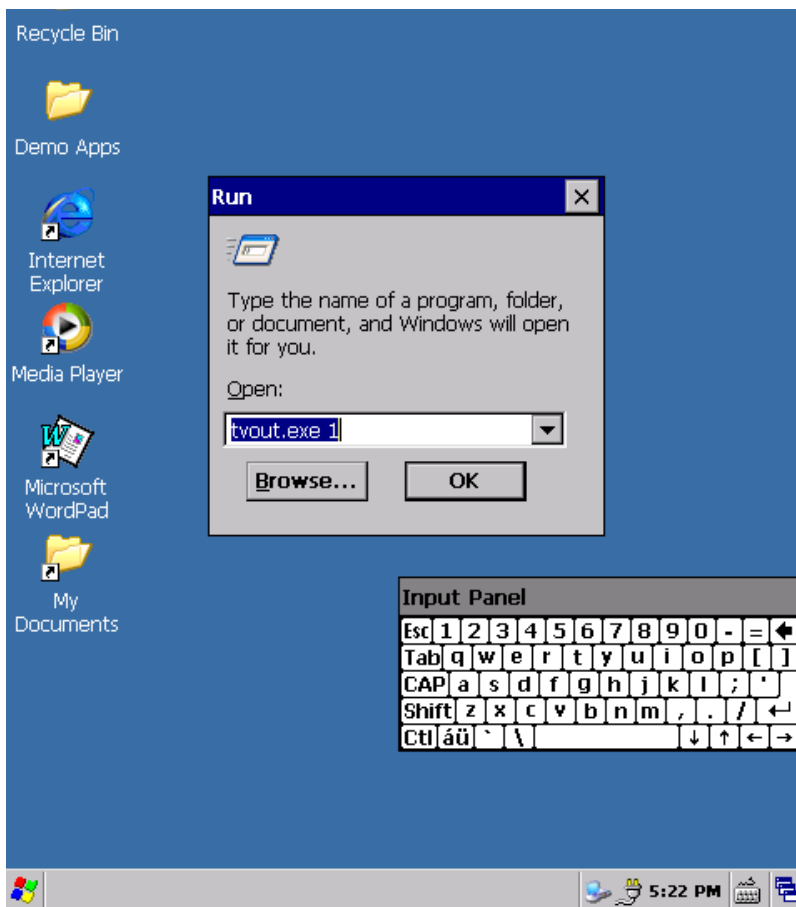 Recycle Bin
Demo Apps
Internet
Explorer
Media Player
Microsoft
WordPad
My
Documents
Run
Type the name of a program, folder,
or document, and Windows will open
it for you.
Open:
tvout.exe 1
Browse...
OK
Input Panel
Esc 1 2 3 4 5 6 7 8 9 0 - =
Tab q w e r t y u i o p [ ]
CAP a s d f g h j k l ; '
Shift z x c v b n m , . /
Ctl áü ` \ ↓ ↑ ← →
5:22 PM